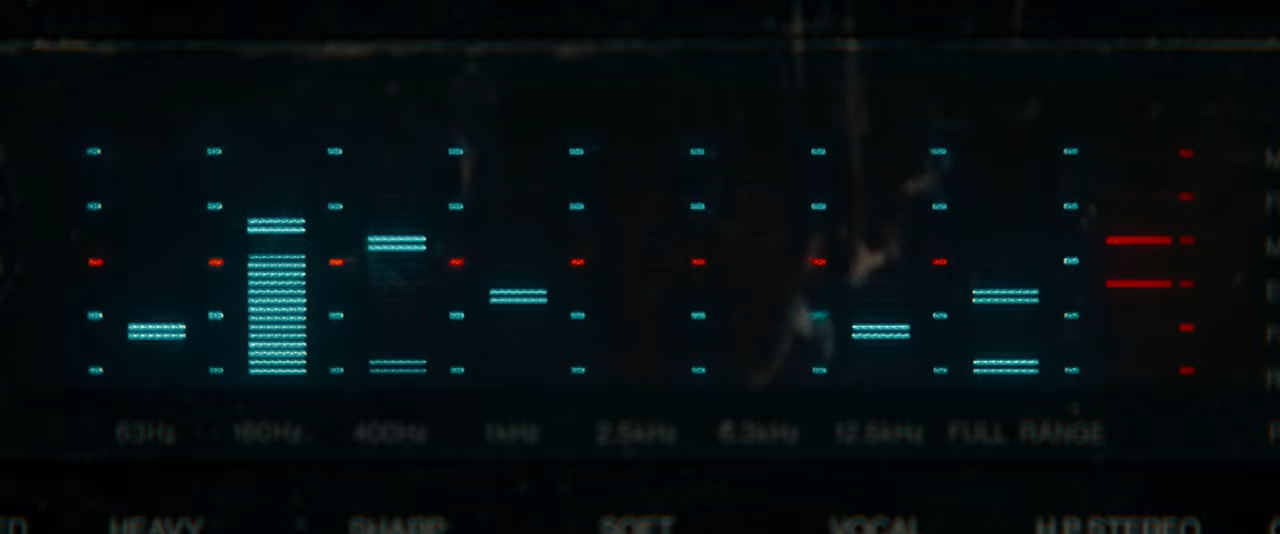 63Hz 160Hz 400Hz 1kHz 2.5kHz 6.3kHz 12.5kHz FULL RANGE
HEAVY SHARP SOFT VOCAL H.P.STEREO